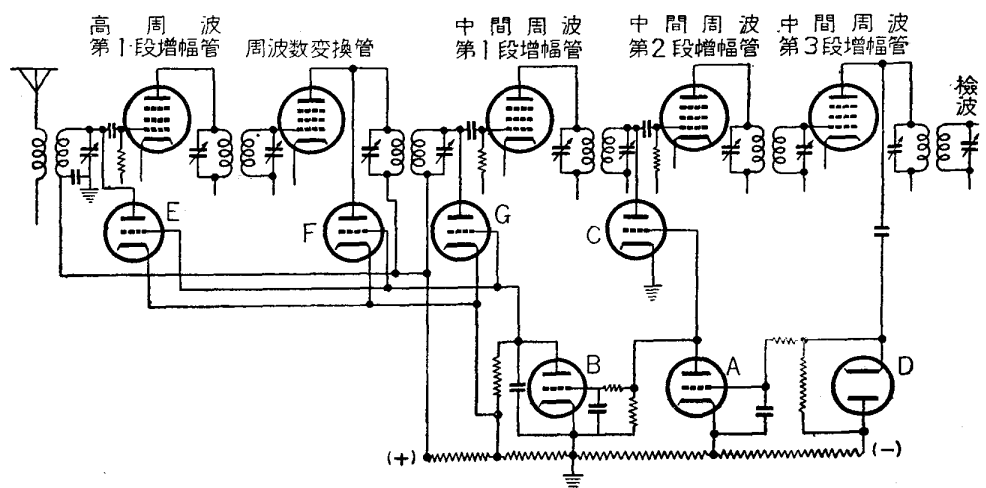 高周波
第1段増幅管
周波数変換管
中間周波
第1段増幅管
中間周波
第2段増幅管
中間周波
第3段増幅管
檢波
E
F
G
C
B
A
D
(+)
(-)